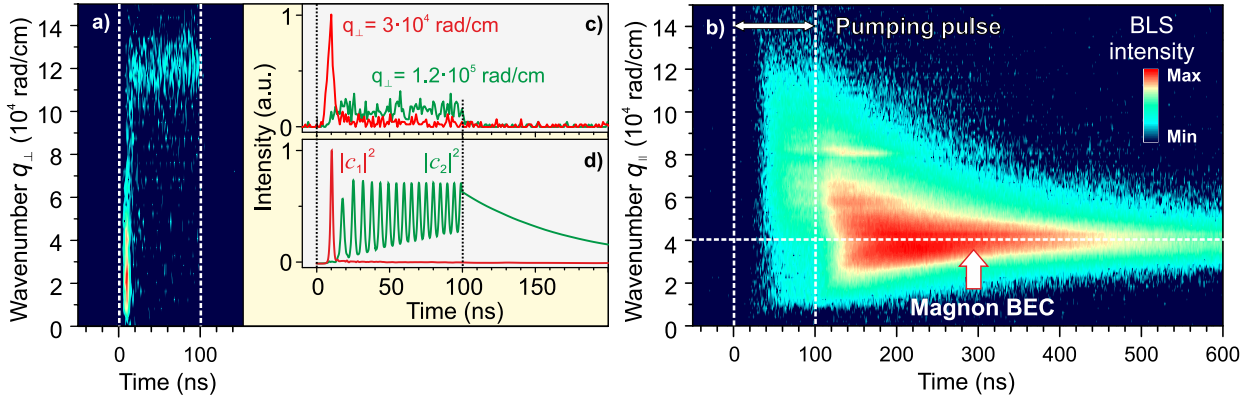 a)
Wavenumber q⊥ (10⁴ rad/cm)
14
12
10
8
6
4
2
0
0
100
Time (ns)
c)
q⊥= 3·10⁴ rad/cm
q⊥= 1.2·10⁵ rad/cm
1
0
Intensity (a.u.)
d)
|c₁|²
|c₂|²
1
0
0
50
100
150
Time (ns)
b)
Pumping pulse
BLS
intensity
Max
Min
Magnon BEC
Wavenumber q∥ (10⁴ rad/cm)
14
12
10
8
6
4
2
0
0
100
200
300
400
500
600
Time (ns)